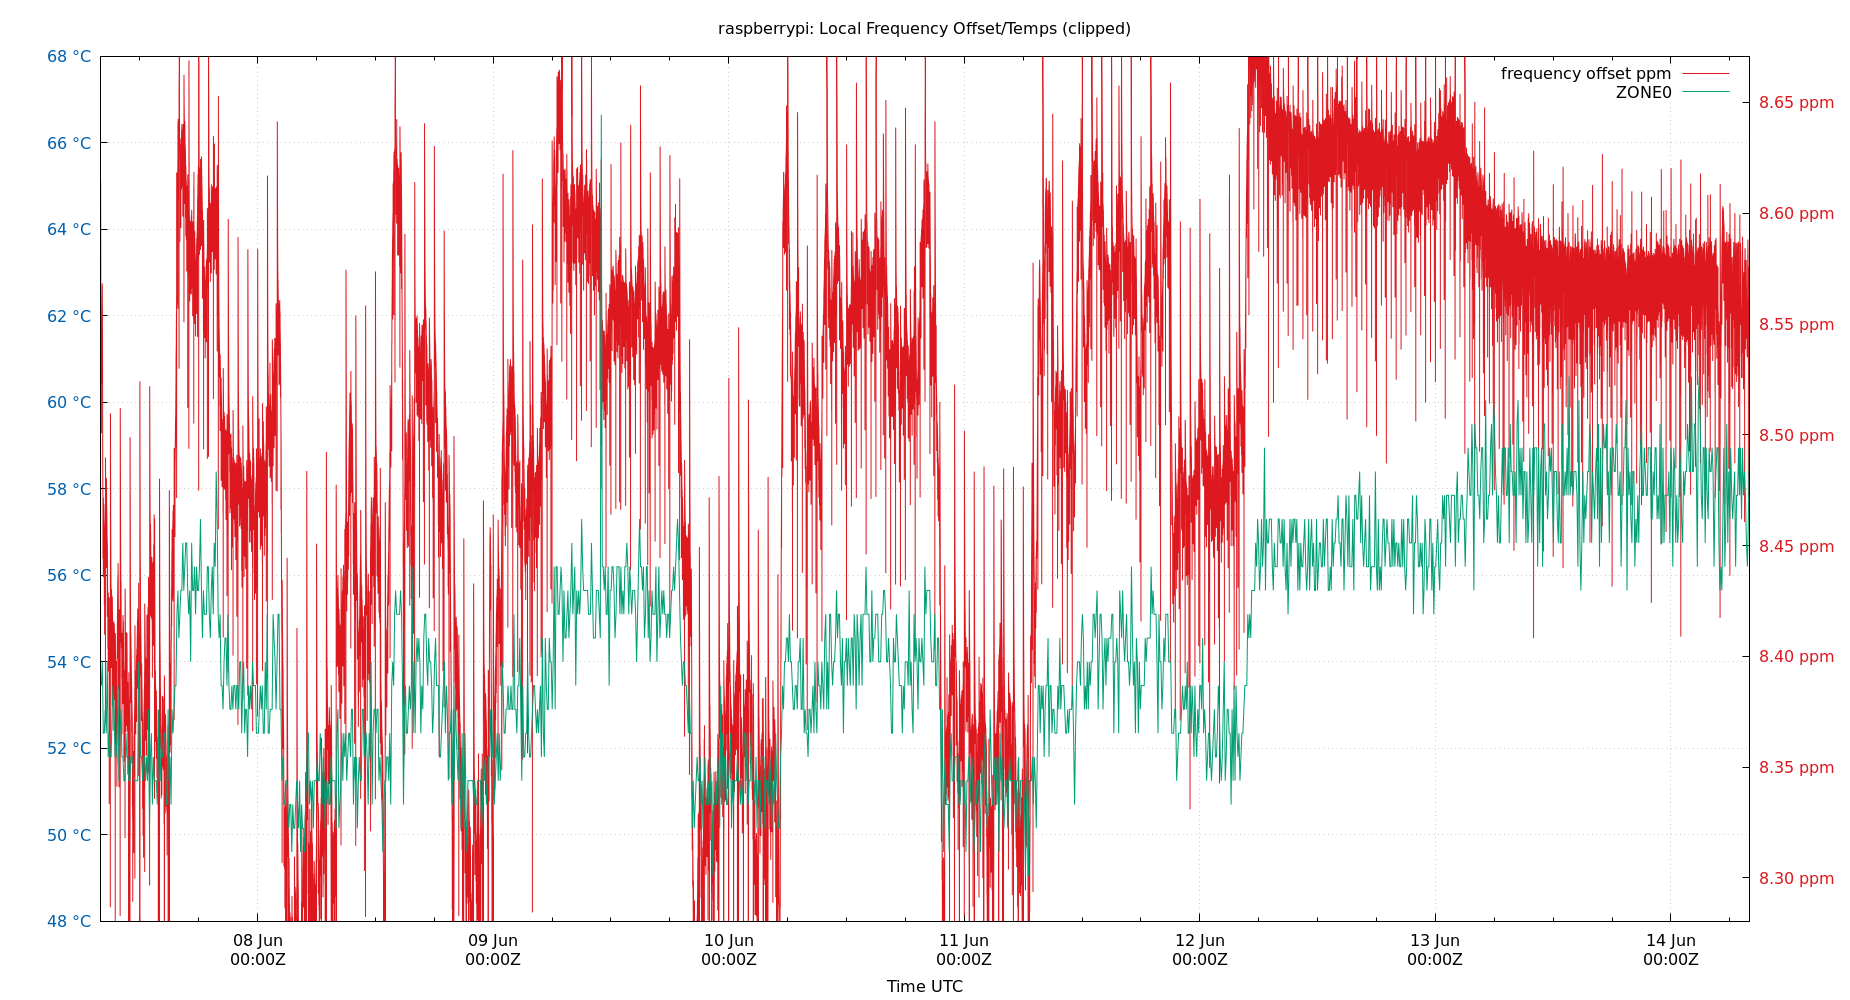 raspberrypi: Local Frequency Offset/Temps (clipped)
68 °C
66 °C
64 °C
62 °C
60 °C
58 °C
56 °C
54 °C
52 °C
50 °C
48 °C
frequency offset ppm
ZONE0
8.65 ppm
8.60 ppm
8.55 ppm
8.50 ppm
8.45 ppm
8.40 ppm
8.35 ppm
8.30 ppm
08 Jun
00:00Z
09 Jun
00:00Z
10 Jun
00:00Z
11 Jun
00:00Z
12 Jun
00:00Z
13 Jun
00:00Z
14 Jun
00:00Z
Time UTC